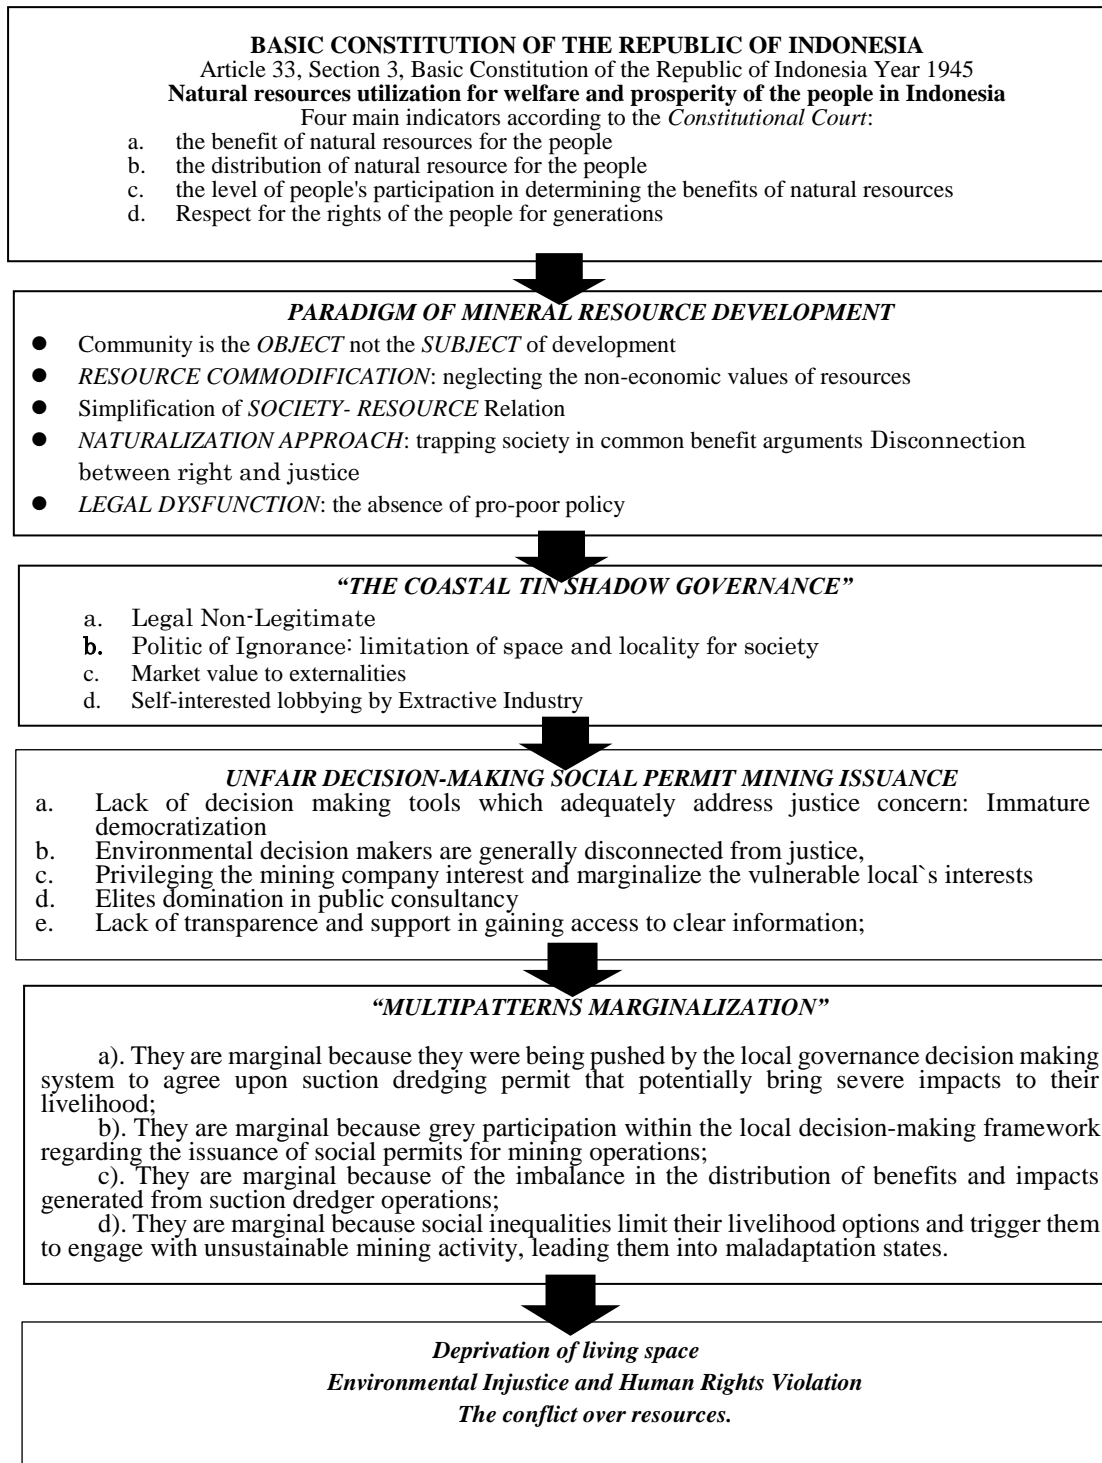 BASIC CONSTITUTION OF THE REPUBLIC OF INDONESIA
Article 33, Section 3, Basic Constitution of the Republic of Indonesia Year 1945
Natural resources utilization for welfare and prosperity of the people in Indonesia
Four main indicators according to the Constitutional Court:
a. the benefit of natural resources for the people
b. the distribution of natural resource for the people
c. the level of people's participation in determining the benefits of natural resources
d. Respect for the rights of the people for generations
PARADIGM OF MINERAL RESOURCE DEVELOPMENT
● Community is the OBJECT not the SUBJECT of development
● RESOURCE COMMODIFICATION: neglecting the non-economic values of resources
● Simplification of SOCIETY- RESOURCE Relation
● NATURALIZATION APPROACH: trapping society in common benefit arguments Disconnection
between right and justice
● LEGAL DYSFUNCTION: the absence of pro-poor policy
“THE COASTAL TIN SHADOW GOVERNANCE”
a. Legal Non-Legitimate
b. Politic of Ignorance: limitation of space and locality for society
c. Market value to externalities
d. Self-interested lobbying by Extractive Industry
UNFAIR DECISION-MAKING SOCIAL PERMIT MINING ISSUANCE
a. Lack of decision making tools which adequately address justice concern: Immature
democratization
b. Environmental decision makers are generally disconnected from justice,
c. Privileging the mining company interest and marginalize the vulnerable local`s interests
d. Elites domination in public consultancy
e. Lack of transparence and support in gaining access to clear information;
“MULTIPATTERNS MARGINALIZATION”
a). They are marginal because they were being pushed by the local governance decision making
system to agree upon suction dredging permit that potentially bring severe impacts to their
livelihood;
b). They are marginal because grey participation within the local decision-making framework
regarding the issuance of social permits for mining operations;
c). They are marginal because of the imbalance in the distribution of benefits and impacts
generated from suction dredger operations;
d). They are marginal because social inequalities limit their livelihood options and trigger them
to engage with unsustainable mining activity, leading them into maladaptation states.
Deprivation of living space
Environmental Injustice and Human Rights Violation
The conflict over resources.